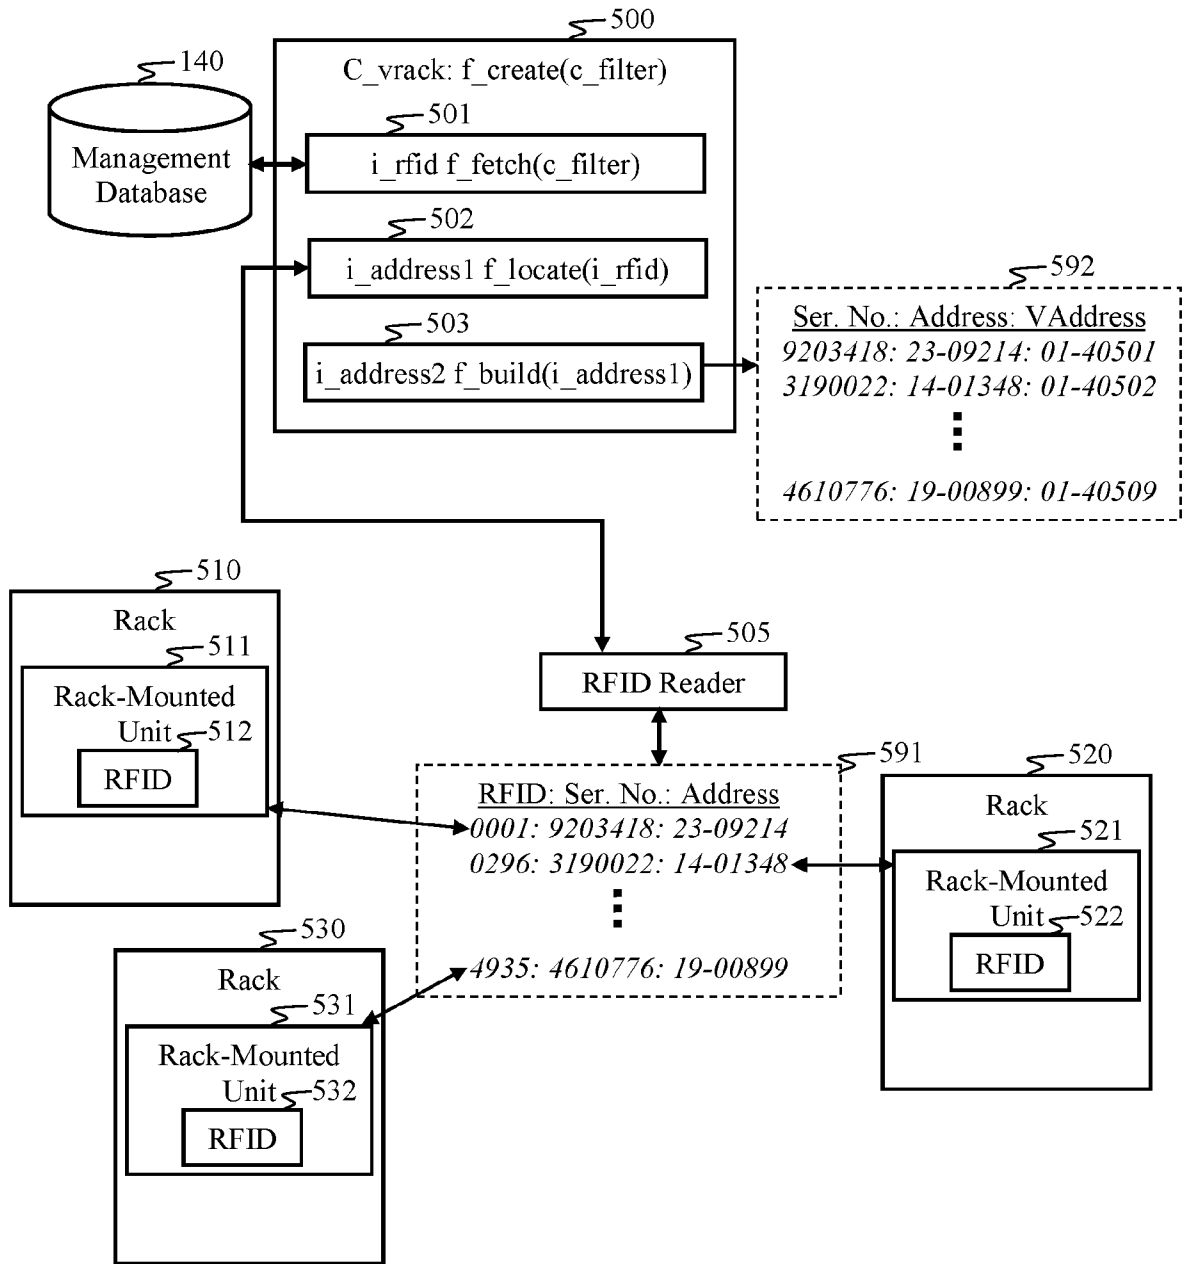 500
140
C_vrack: f_create(c_filter)
501
Management
Database
i_rfid f_fetch(c_filter)
502
i_address1 f_locate(i_rfid)
592
503
i_address2 f_build(i_address1)
Ser. No.: Address: VAddress
9203418: 23-09214: 01-40501
3190022: 14-01348: 01-40502
4610776: 19-00899: 01-40509
510
Rack
511
Rack-Mounted
Unit
512
RFID
505
RFID Reader
591
RFID: Ser. No.: Address
0001: 9203418: 23-09214
0296: 3190022: 14-01348
4935: 4610776: 19-00899
520
Rack
521
Rack-Mounted
Unit
522
RFID
530
Rack
531
Rack-Mounted
Unit
532
RFID